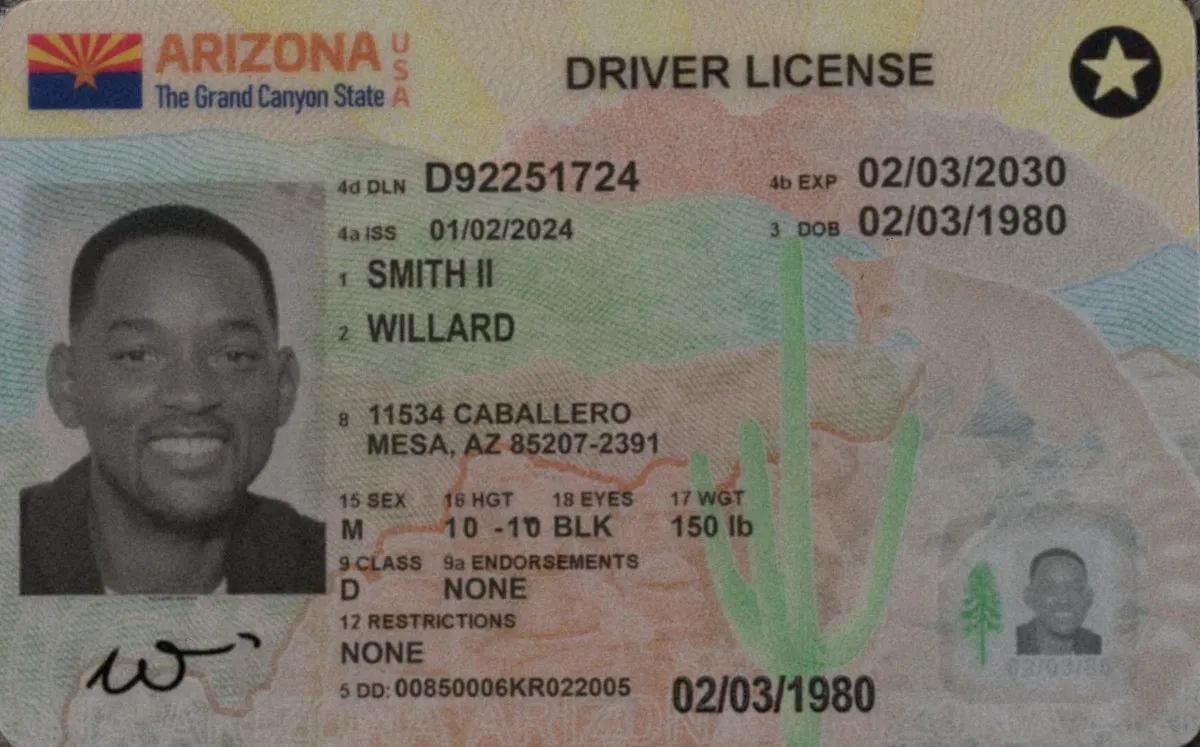 ARIZONA USA
The Grand Canyon State
DRIVER LICENSE
4d DLN D92251724
4b EXP 02/03/2030
4a ISS 01/02/2024
3 DOB 02/03/1980
1 SMITH II
2 WILLARD
8 11534 CABALLERO
MESA, AZ 85207-2391
15 SEX 16 HGT 18 EYES 17 WGT
M 10 -10 BLK 150 lb
9 CLASS 9a ENDORSEMENTS
D NONE
12 RESTRICTIONS
NONE
5 DD: 00850006KR022005
02/03/1980
02/03/80
ARIZONA ARIZONA